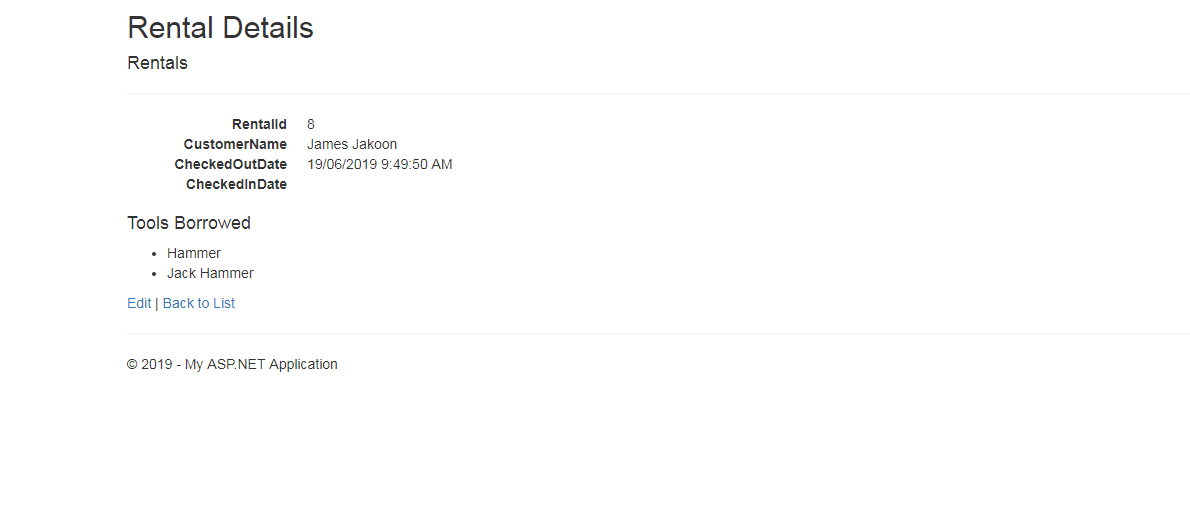 Rental Details
Rentals
RentalId 8
CustomerName James Jakoon
CheckedOutDate 19/06/2019 9:49:50 AM
CheckedInDate
Tools Borrowed
• Hammer
• Jack Hammer
Edit | Back to List
© 2019 - My ASP.NET Application